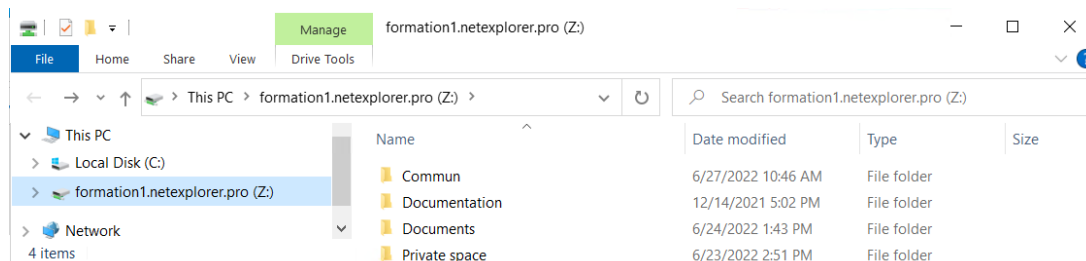 Manage formation1.netexplorer.pro (Z:)
File Home Share View Drive Tools
This PC formation1.netexplorer.pro (Z:) Search formation1.netexplorer.pro (Z:)
This PC
Local Disk (C:)
formation1.netexplorer.pro (Z:)
Network
4 items
Name Date modified Type Size
Commun 6/27/2022 10:46 AM File folder
Documentation 12/14/2021 5:02 PM File folder
Documents 6/24/2022 1:43 PM File folder
Private space 6/23/2022 2:51 PM File folder